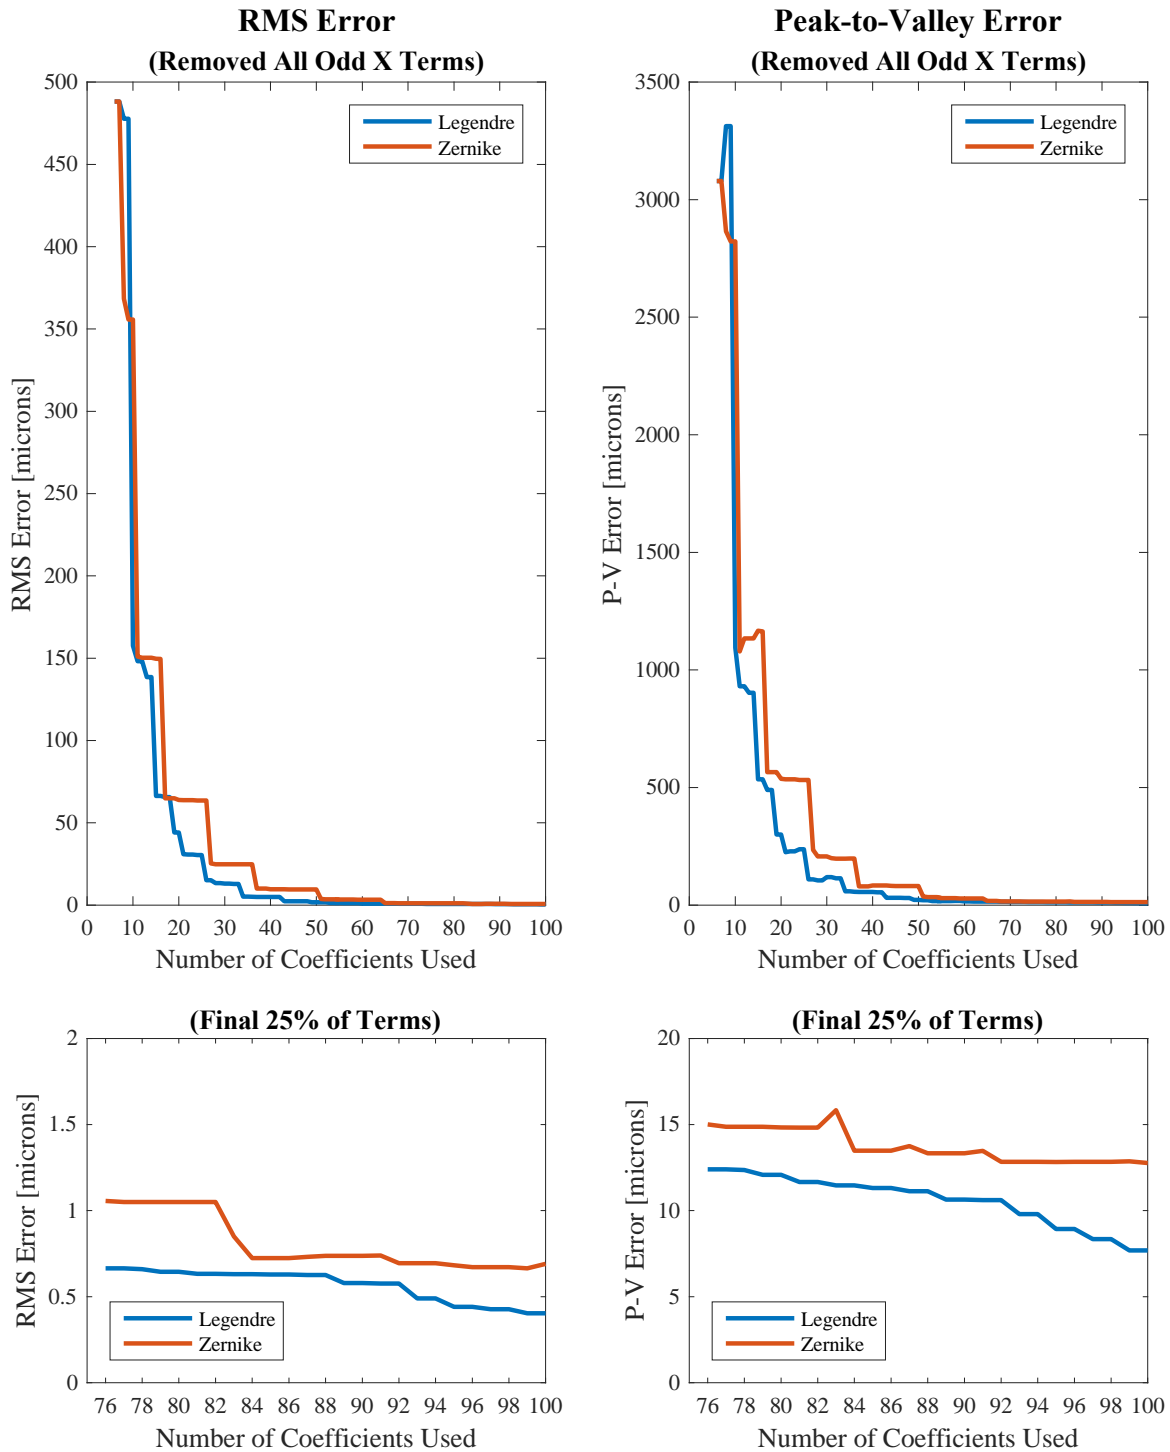 RMS Error
(Removed All Odd X Terms)
500
450
400
350
300
250
200
150
100
50
0
RMS Error [microns]
Legendre
Zernike
0 10 20 30 40 50 60 70 80 90 100
Number of Coefficients Used
Peak-to-Valley Error
(Removed All Odd X Terms)
3500
3000
2500
2000
1500
1000
500
0
P-V Error [microns]
Legendre
Zernike
0 10 20 30 40 50 60 70 80 90 100
Number of Coefficients Used
(Final 25% of Terms)
2
1.5
1
0.5
0
RMS Error [microns]
Legendre
Zernike
76 78 80 82 84 86 88 90 92 94 96 98 100
Number of Coefficients Used
(Final 25% of Terms)
20
15
10
5
0
P-V Error [microns]
Legendre
Zernike
76 78 80 82 84 86 88 90 92 94 96 98 100
Number of Coefficients Used